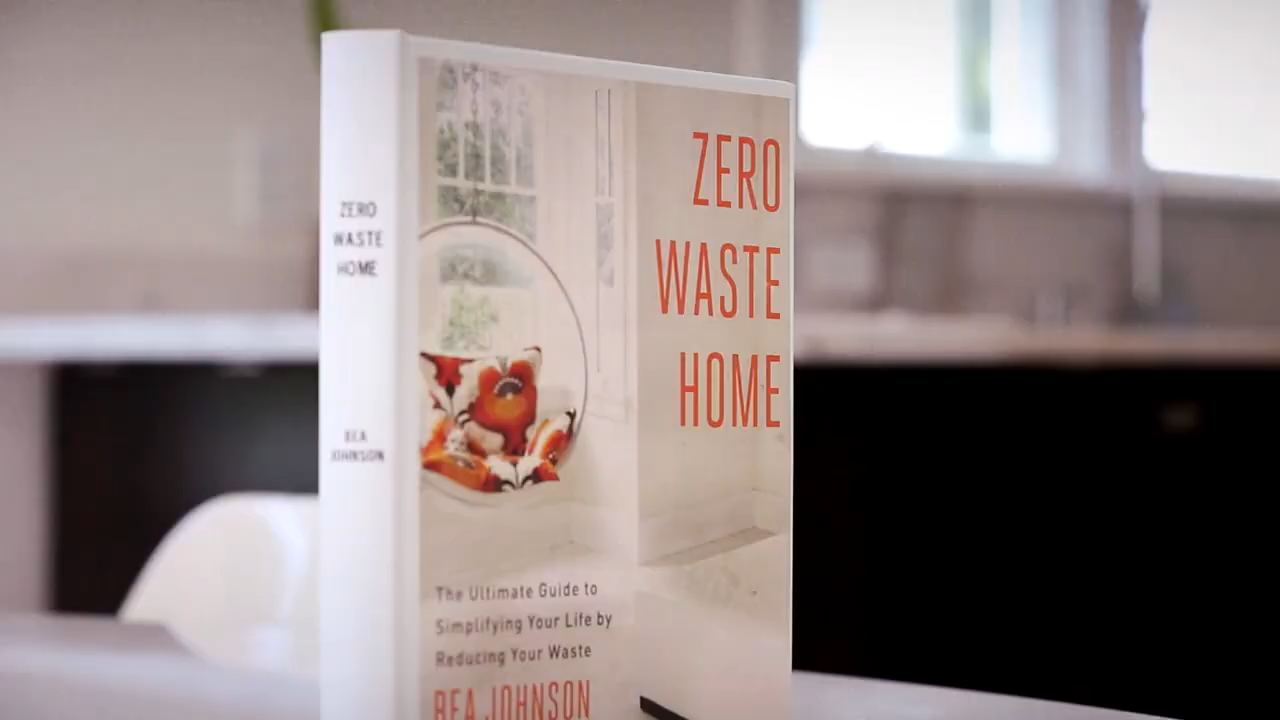 ZERO
WASTE
HOME
BEA
JOHNSON
ZERO
WASTE
HOME
The Ultimate Guide to
Simplifying Your Life by
Reducing Your Waste
BEA JOHNSON